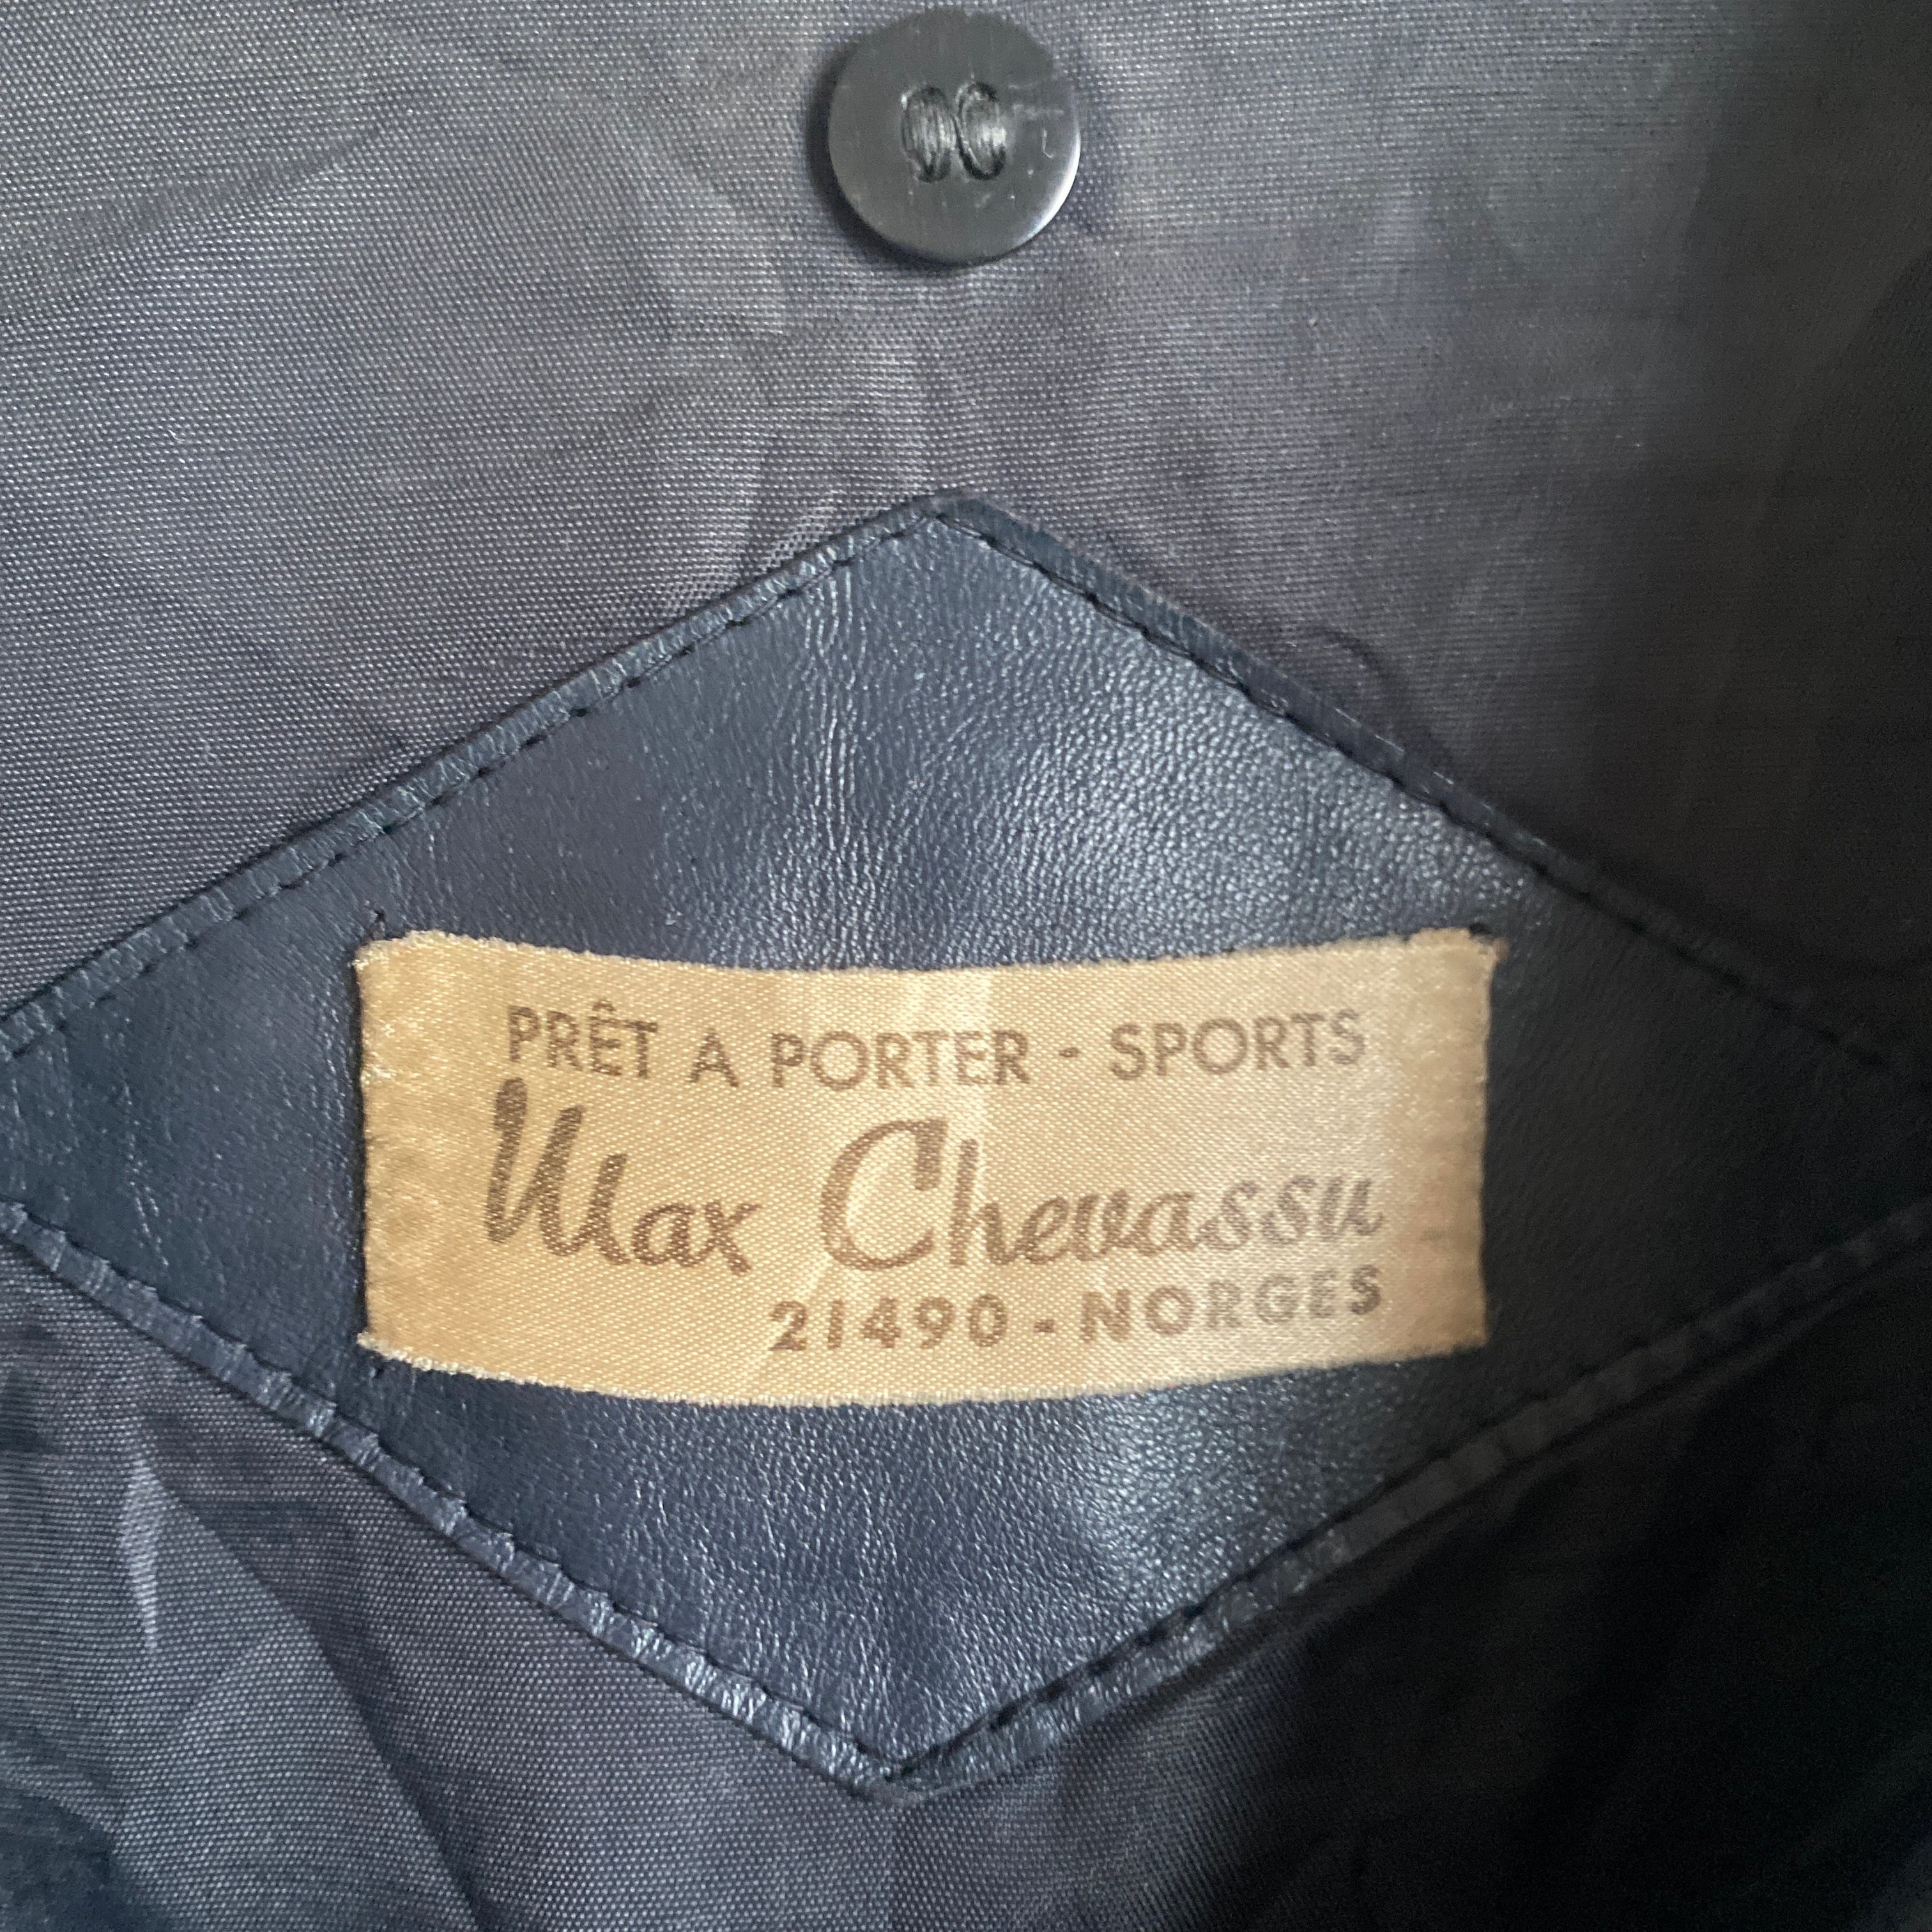 PRÊT A PORTER - SPORTS
Max Chevassu
21490 - NORGES